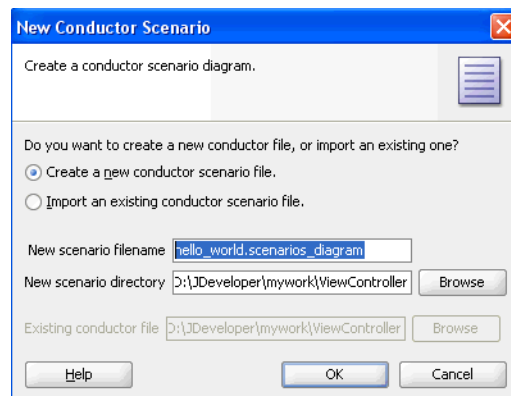 New Conductor Scenario
Create a conductor scenario diagram.
Do you want to create a new conductor file, or import an existing one?
Create a new conductor scenario file.
Import an existing conductor scenario file.
New scenario filename hello_world.scenarios_diagram
New scenario directory D:\JDeveloper\mywork\ViewController Browse
Existing conductor file D:\JDeveloper\mywork\ViewController Browse
Help OK Cancel